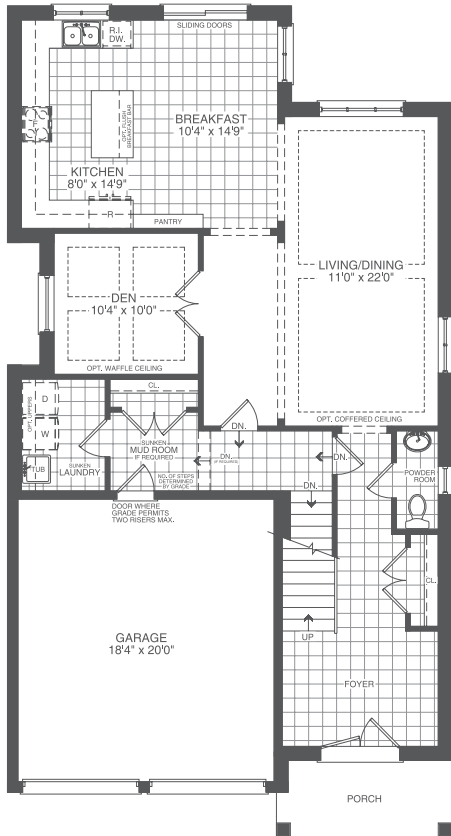 SLIDING DOORS
R.I.
DW.
OPT. FLUSH
BREAKFAST BAR
BREAKFAST
10'4" x 14'9"
KITCHEN
8'0" x 14'9"
R
PANTRY
LIVING/DINING
11'0" x 22'0"
DEN
10'4" x 10'0"
OPT. WAFFLE CEILING
OPT. COFFERED CEILING
CL.
D
OPT. UPPERS
W
TUB
SUNKEN
LAUNDRY
SUNKEN
MUD ROOM
IF REQUIRED
NO. OF STEPS
DETERMINED
BY GRADE
DN.
DN.
(IF REQUIRED)
DN.
DN.
POWDER
ROOM
DOOR WHERE
GRADE PERMITS
TWO RISERS MAX.
CL.
GARAGE
18'4" x 20'0"
UP
FOYER
PORCH